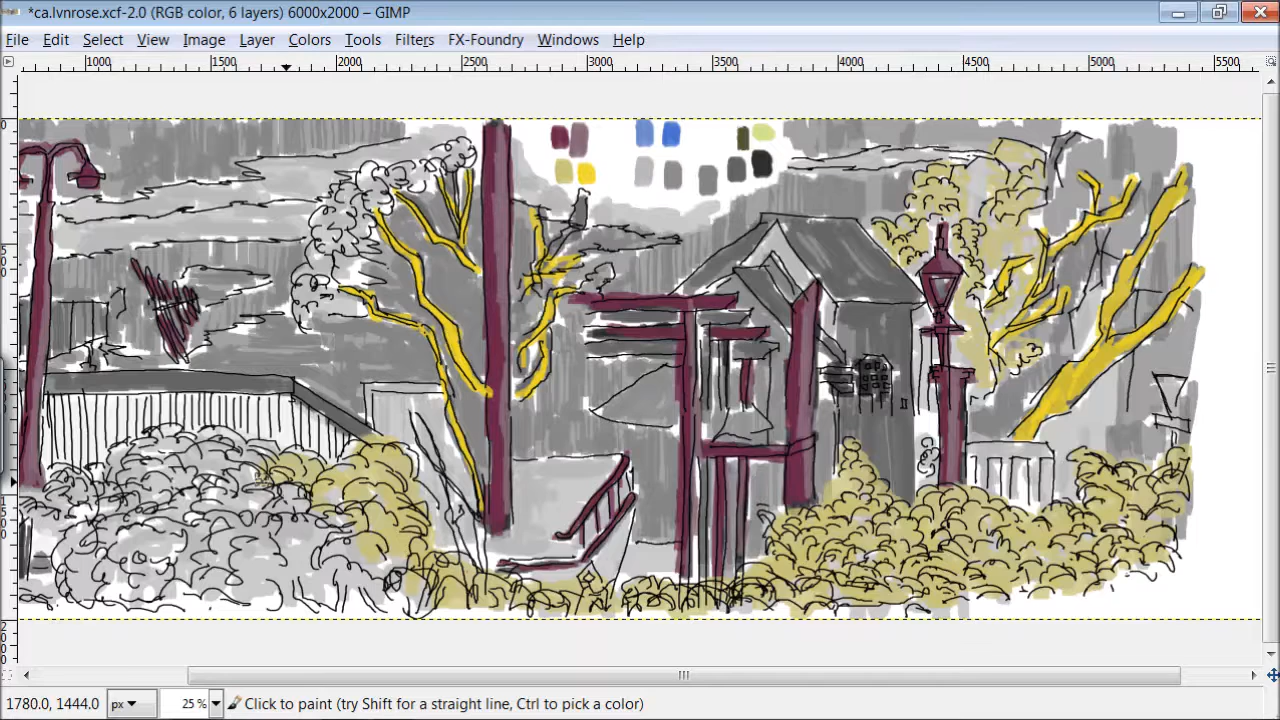 *ca.lvnrose.xcf-2.0 (RGB color, 6 layers) 6000x2000 – GIMP
File Edit Select View Image Layer Colors Tools Filters FX-Foundry Windows Help
1000 1500 2000 2500 3000 3500 4000 4500 5000 5500
0
1780.0, 1444.0 px 25 % Click to paint (try Shift for a straight line, Ctrl to pick a color)